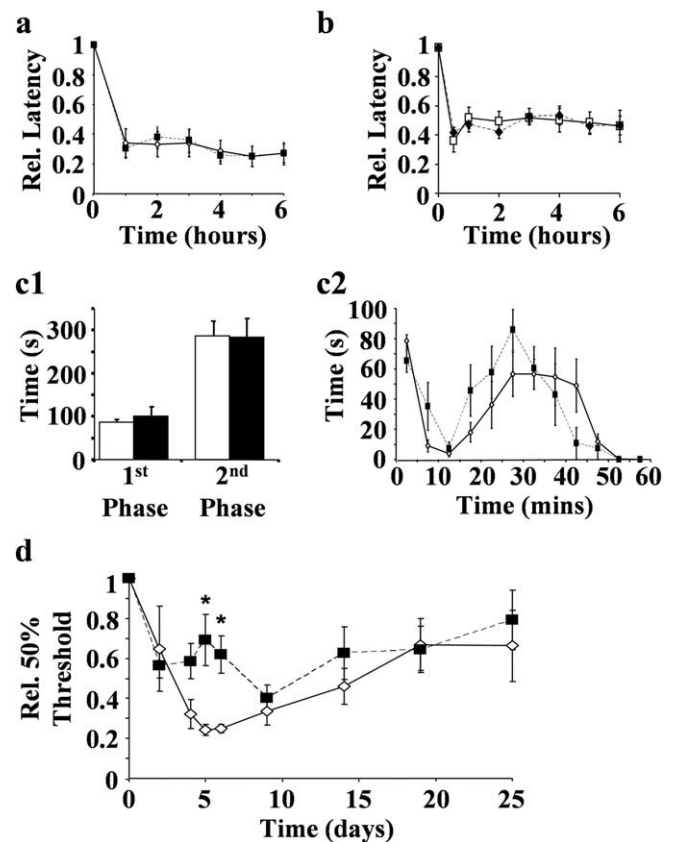 a
Rel. Latency
1
0.8
0.6
0.4
0.2
0
0 2 4 6
Time (hours)
b
Rel. Latency
1
0.8
0.6
0.4
0.2
0
0 2 4 6
Time (hours)
c1
Time (s)
300
200
100
0
1st 2nd
Phase Phase
c2
Time (s)
100
80
60
40
20
0
0 10 20 30 40 50 60
Time (mins)
d
Rel. 50%
Threshold
1
0.8
0.6
0.4
0.2
0
* *
0 5 10 15 20 25
Time (days)